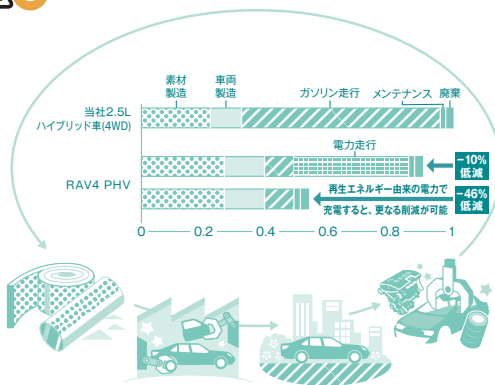 素材
製造
車両
製造
ガソリン走行
メンテナンス
廃棄
当社2.5L
ハイブリッド車(4WD)
電力走行
-10%
低減
RAV4 PHV
再生エネルギー由来の電力で
充電すると、更なる削減が可能
-46%
低減
0 0.2 0.4 0.6 0.8 1